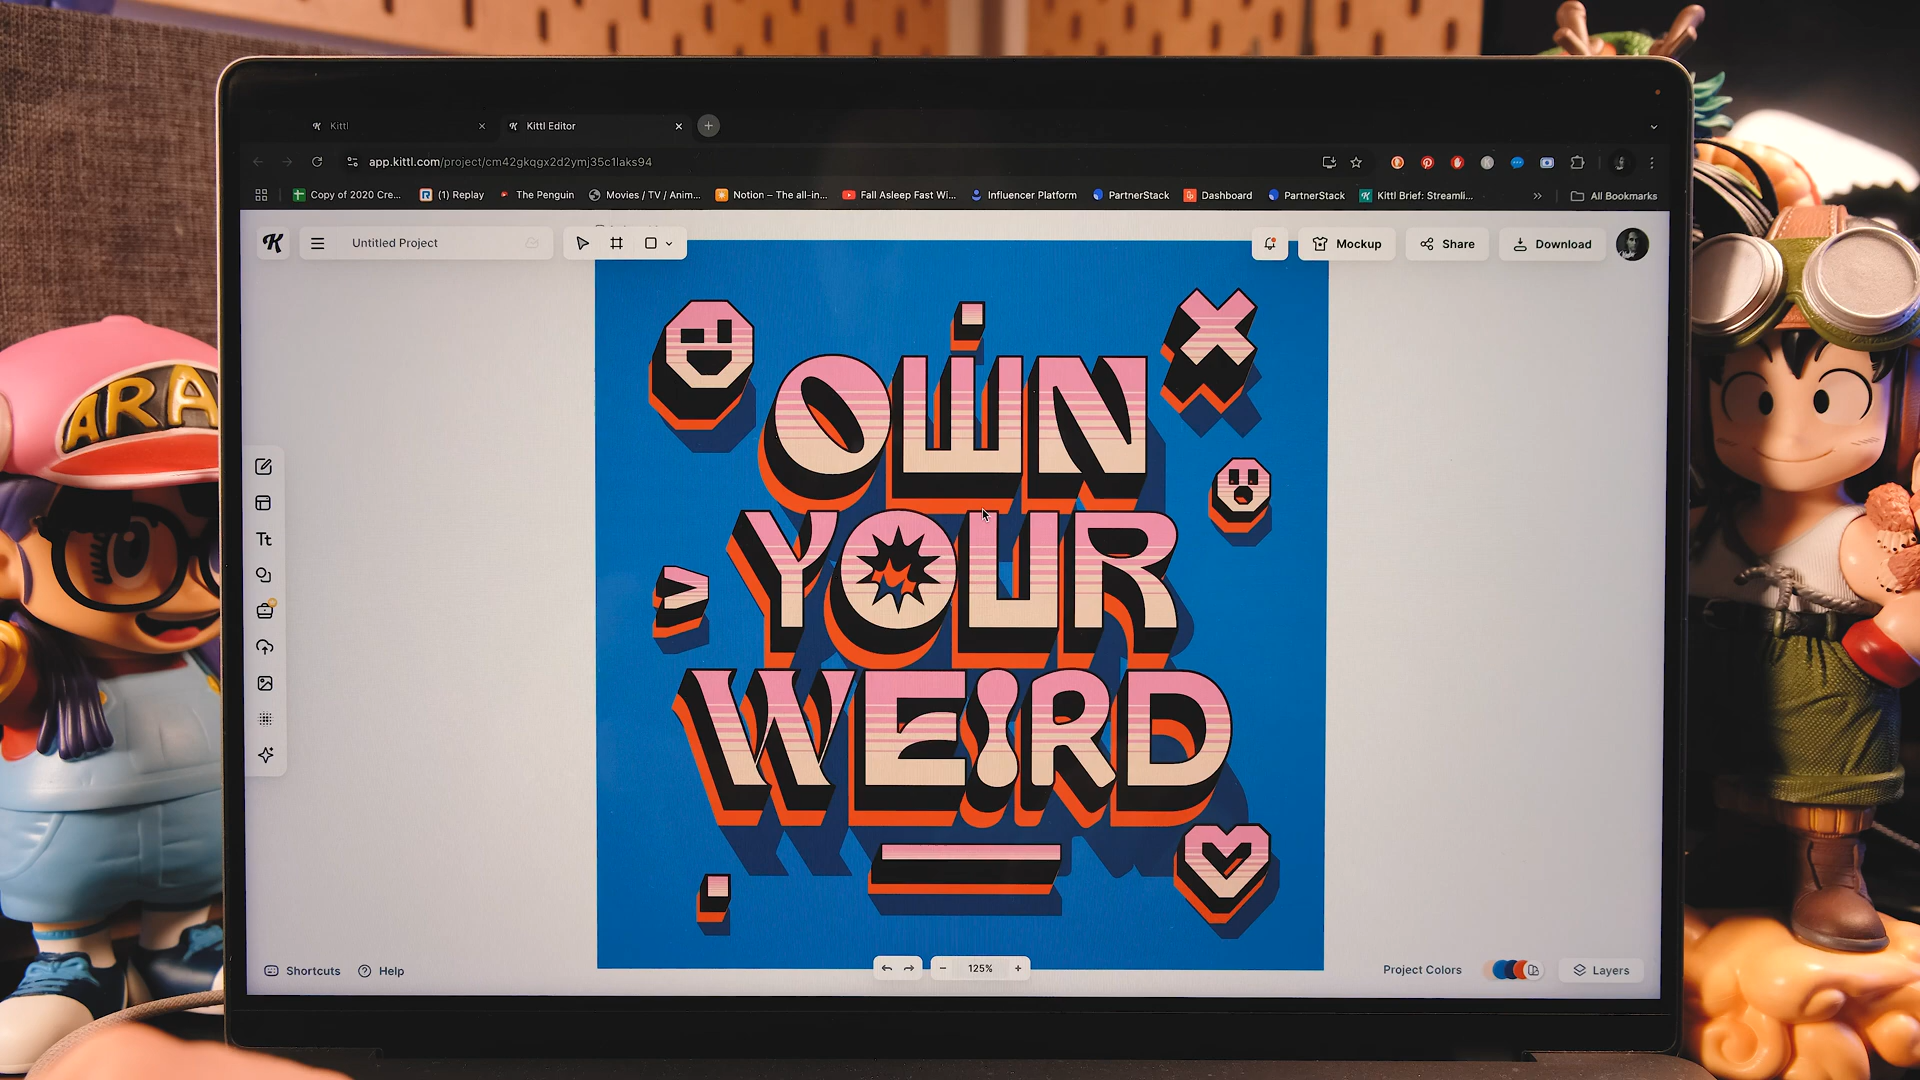 Kittl
Kittl Editor
app.kittl.com/project/cm42gkqgx2d2ymj35c1laks94
Copy of 2020 Cre...
(1) Replay
The Penguin
Movies / TV / Anim...
Notion – The all-in...
Fall Asleep Fast Wi...
Influencer Platform
PartnerStack
Dashboard
PartnerStack
Kittl Brief: Streamli...
All Bookmarks
K
Untitled Project
Mockup
Share
Download
OWN
YOUR
WEIRD
Tt
ARA
Shortcuts
Help
125%
Project Colors
Layers